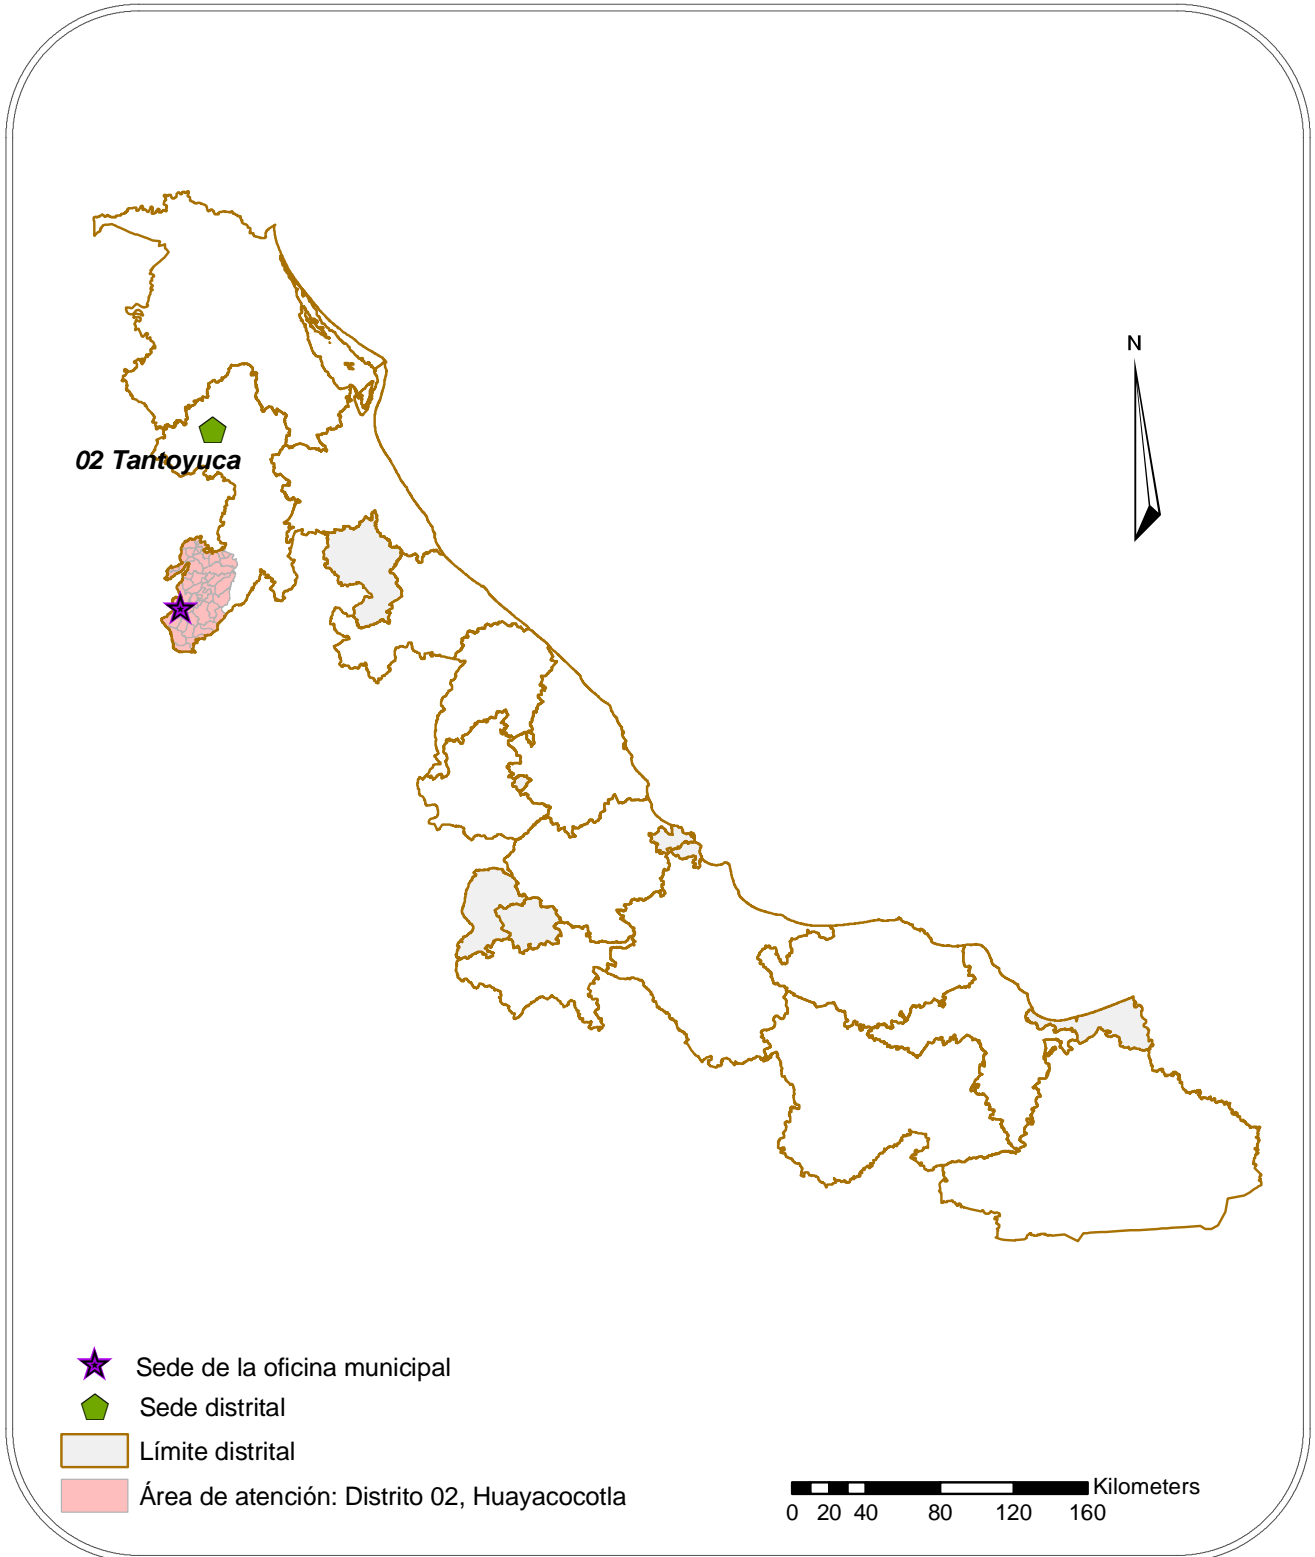 N
02 Tantoyuca
Sede de la oficina municipal
Sede distrital
Límite distrital
Área de atención: Distrito 02, Huayacocotla
Kilometers
0 20 40 80 120 160